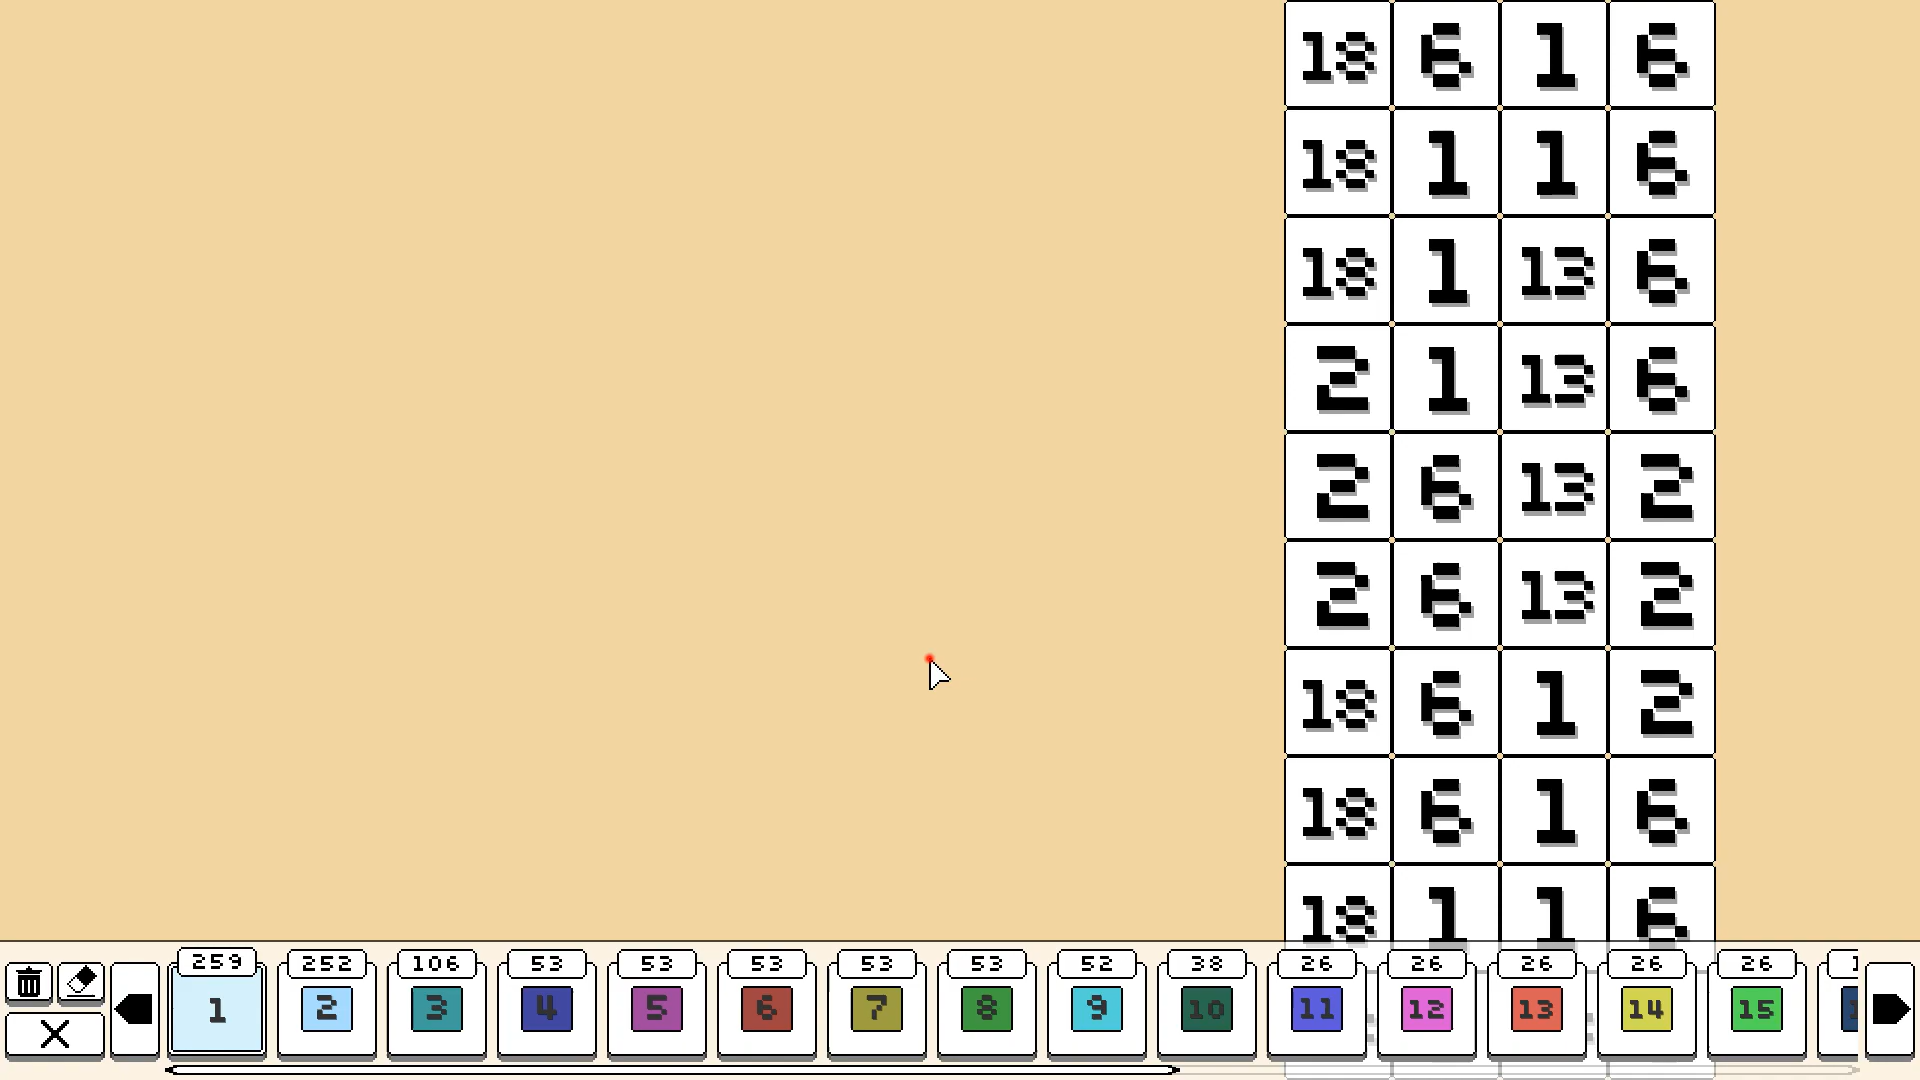 18 6 1 6
18 1 1 6
18 1 13 6
2 1 13 6
2 6 13 2
2 6 13 2
18 6 1 2
18 6 1 6
18 1 1 6
259 252 106 53 53 53 53 53 52 38 26 26 26 26 26
1 2 3 4 5 6 7 8 9 10 11 12 13 14 15